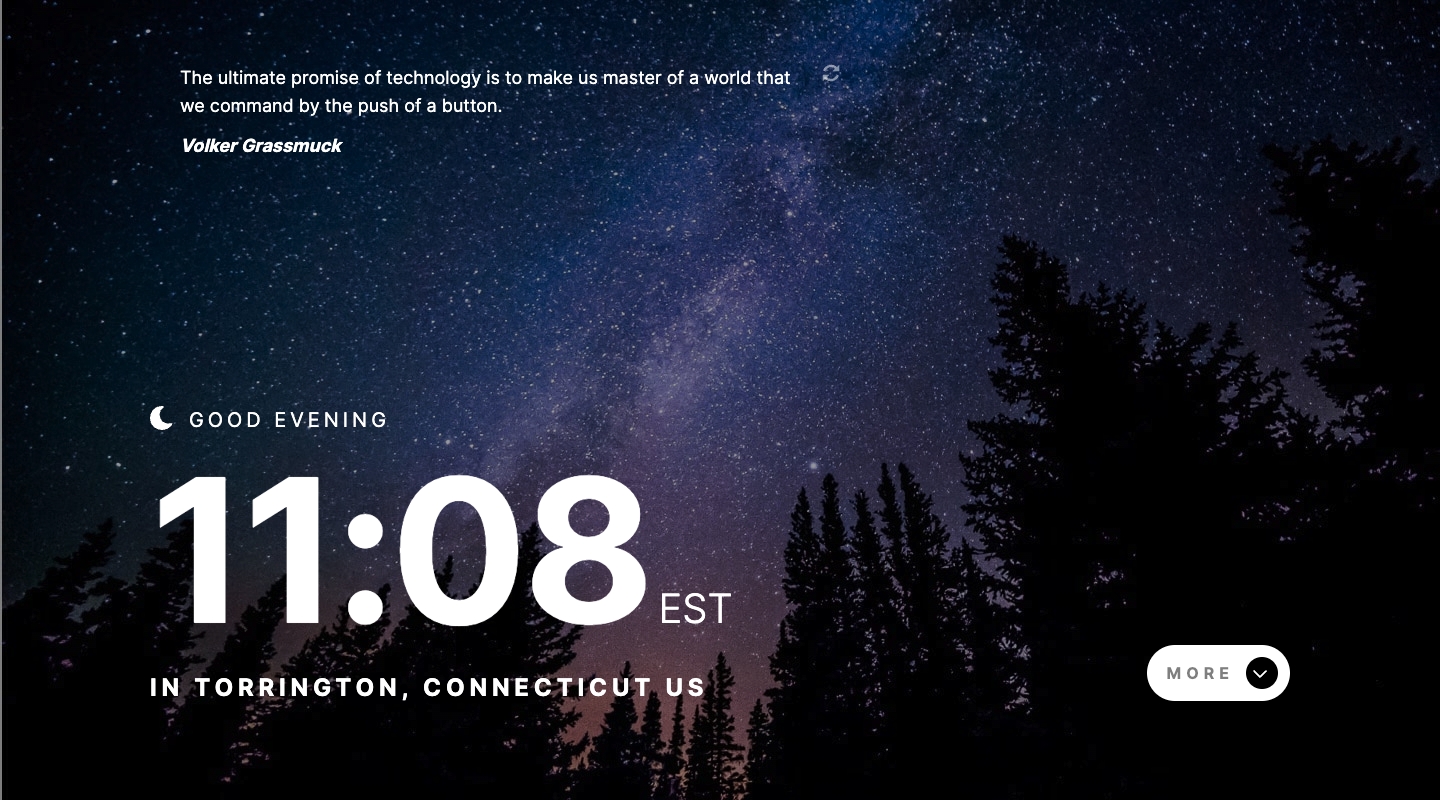 The ultimate promise of technology is to make us master of a world that
we command by the push of a button.
Volker Grassmuck
GOOD EVENING
11:08 EST
IN TORRINGTON, CONNECTICUT US
MORE